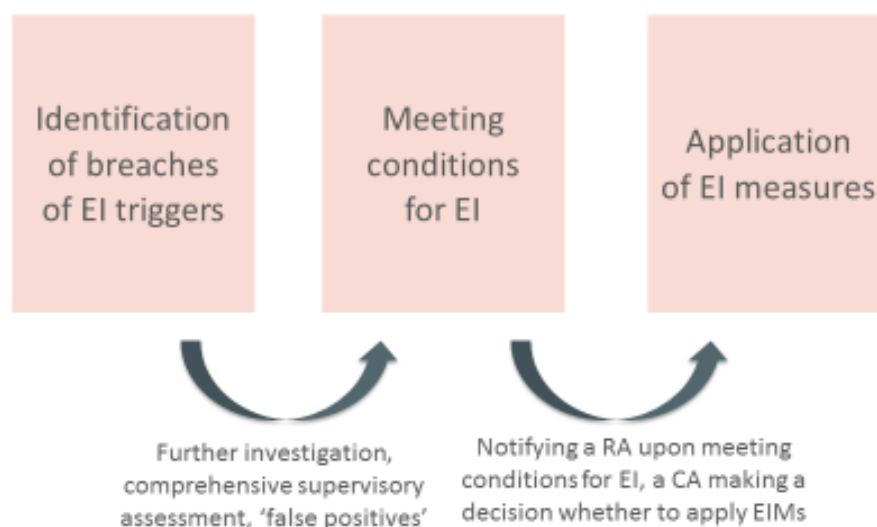 Identification
of breaches
of EI triggers
Meeting
conditions
for EI
Application
of EI measures
Further investigation,
comprehensive supervisory
assessment, ‘false positives’
Notifying a RA upon meeting
conditions for EI, a CA making a
decision whether to apply EIMs